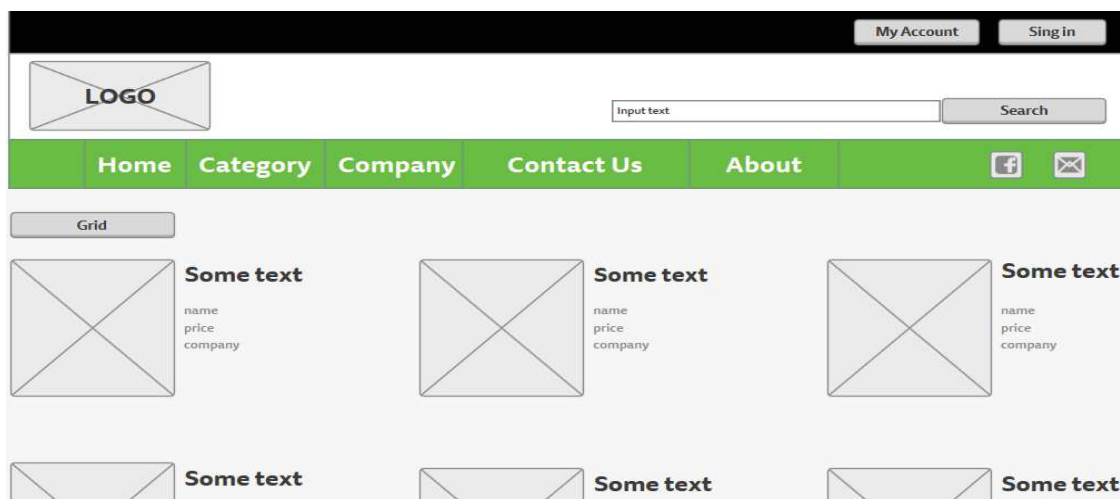 My Account Sing in
LOGO
Input text Search
Home Category Company Contact Us About
Grid
Some text Some text Some text
name name name
price price price
company company company
Some text Some text Some text